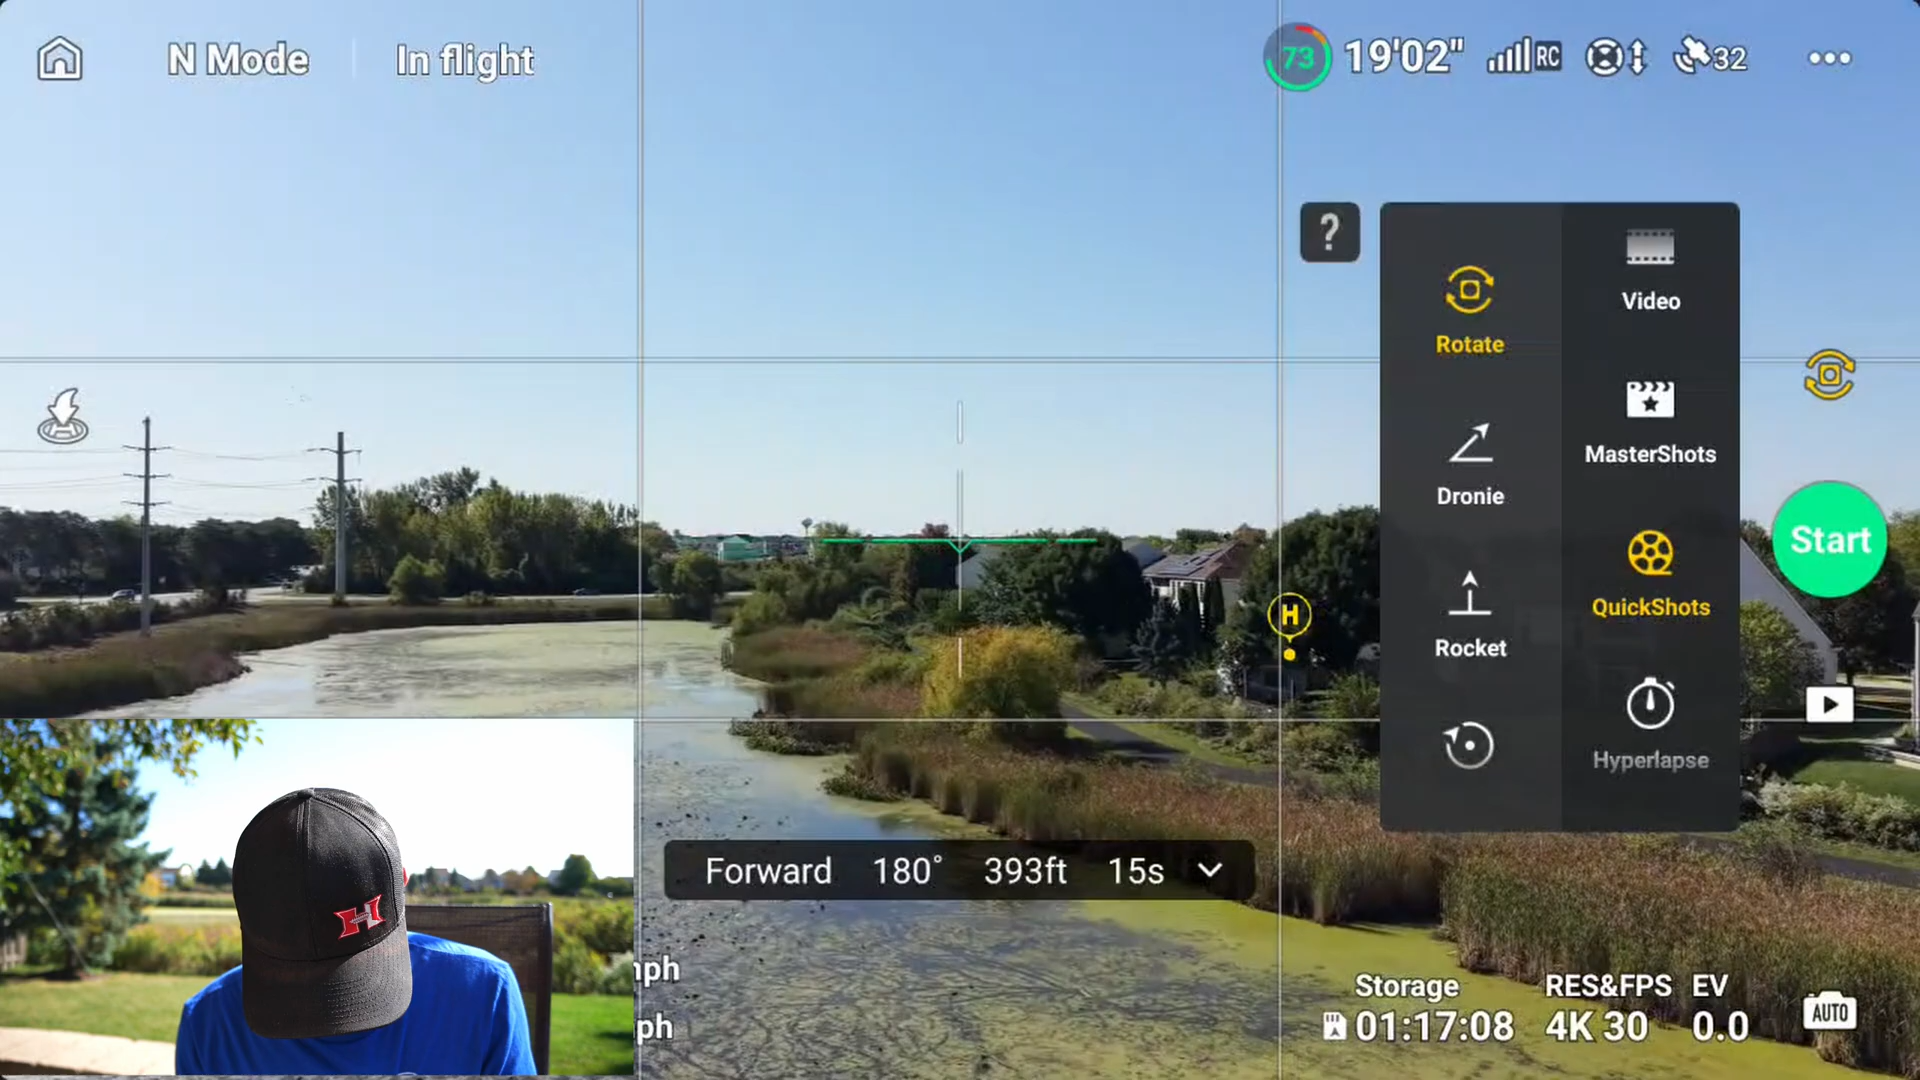 N Mode
In flight
73
19'02"
RC
32
?
Rotate
Dronie
Rocket
Video
MasterShots
QuickShots
Hyperlapse
Start
H
Forward 180° 393ft 15s
H
mph
ph
Storage
01:17:08
RES&FPS
4K 30
EV
0.0
AUTO